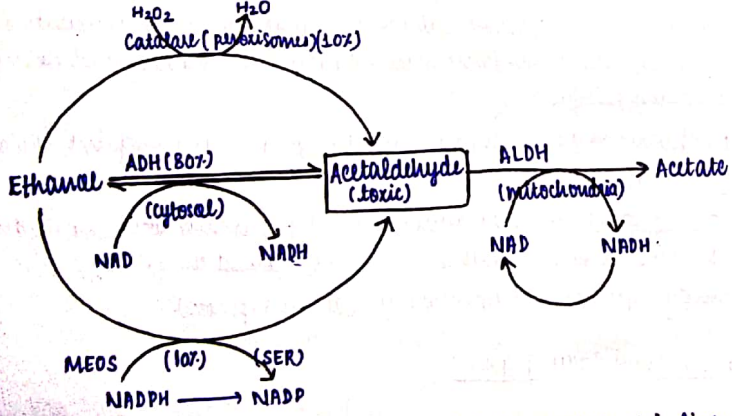 H₂O₂ H₂O
Catalase (peroxisomes)(10%)
ADH (80%) ALDH
Ethanol Acetaldehyde Acetate
(toxic)
(cytosol) (mitochondria)
NAD NADH NAD NADH
MEOS (10%) (SER)
NADPH → NADP